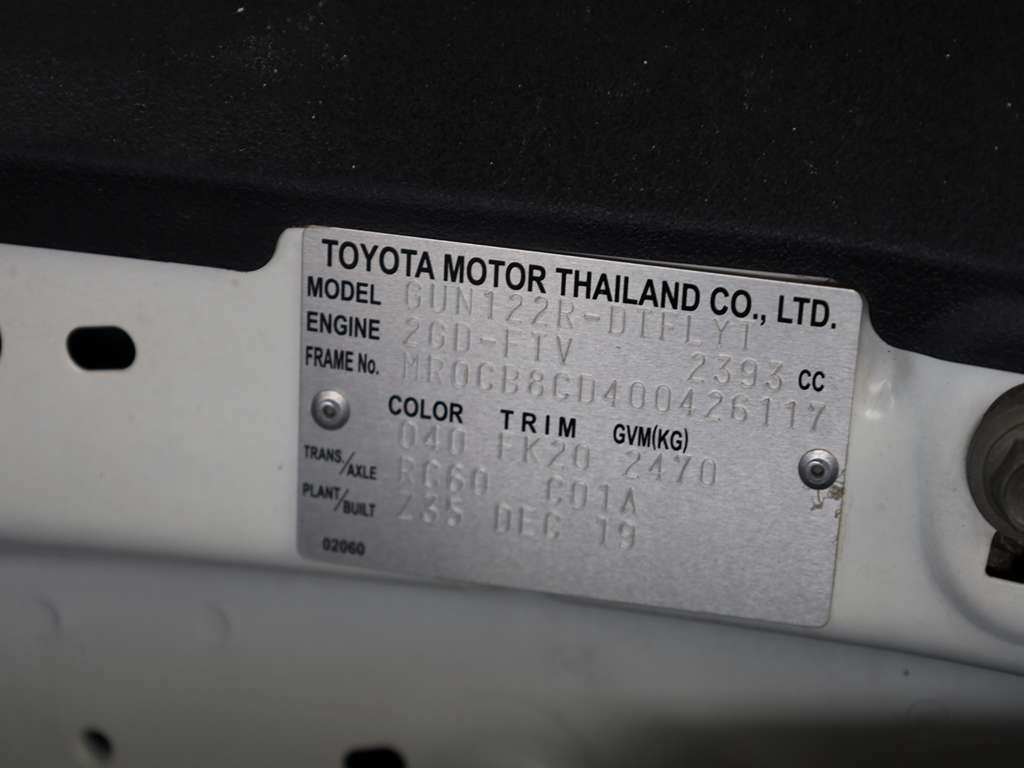 TOYOTA MOTOR THAILAND CO., LTD.
MODEL GUN122R-DTFLYT
ENGINE 2GD-FTV 2393 CC
FRAME No. MR0CB8CD400426117
COLOR TRIM GVM(KG)
040 FK20 2470
TRANS./AXLE RC60 C01A
PLANT/BUILT Z35 DEC 19
02060